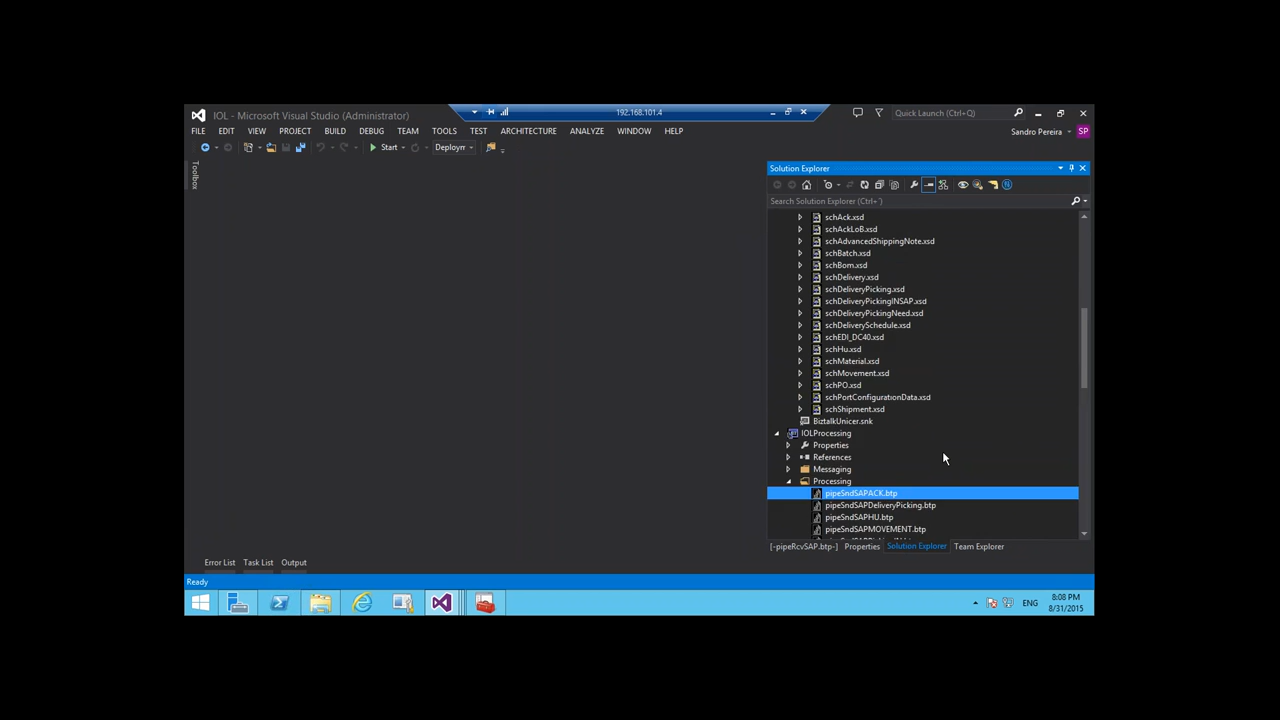 IOL - Microsoft Visual Studio (Administrator)
192.168.101.4
Quick Launch (Ctrl+Q)
FILE EDIT VIEW PROJECT BUILD DEBUG TEAM TOOLS TEST ARCHITECTURE ANALYZE WINDOW HELP
Sandro Pereira SP
Start Deployr
Toolbox
Solution Explorer
Search Solution Explorer (Ctrl+`)
schAck.xsd
schAckLoB.xsd
schAdvancedShippingNote.xsd
schBatch.xsd
schBom.xsd
schDelivery.xsd
schDeliveryPicking.xsd
schDeliveryPickingINSAP.xsd
schDeliveryPickingNeed.xsd
schDeliverySchedule.xsd
schEDI_DC40.xsd
schHu.xsd
schMaterial.xsd
schMovement.xsd
schPO.xsd
schPortConfigurationData.xsd
schShipment.xsd
BiztalkUnicer.snk
IOLProcessing
Properties
References
Messaging
Processing
pipeSndSAPACK.btp
pipeSndSAPDeliveryPicking.btp
pipeSndSAPHU.btp
pipeSndSAPMOVEMENT.btp
[-pipeRcvSAP.btp-] Properties Solution Explorer Team Explorer
Error List Task List Output
Ready
ENG
8:08 PM
8/31/2015